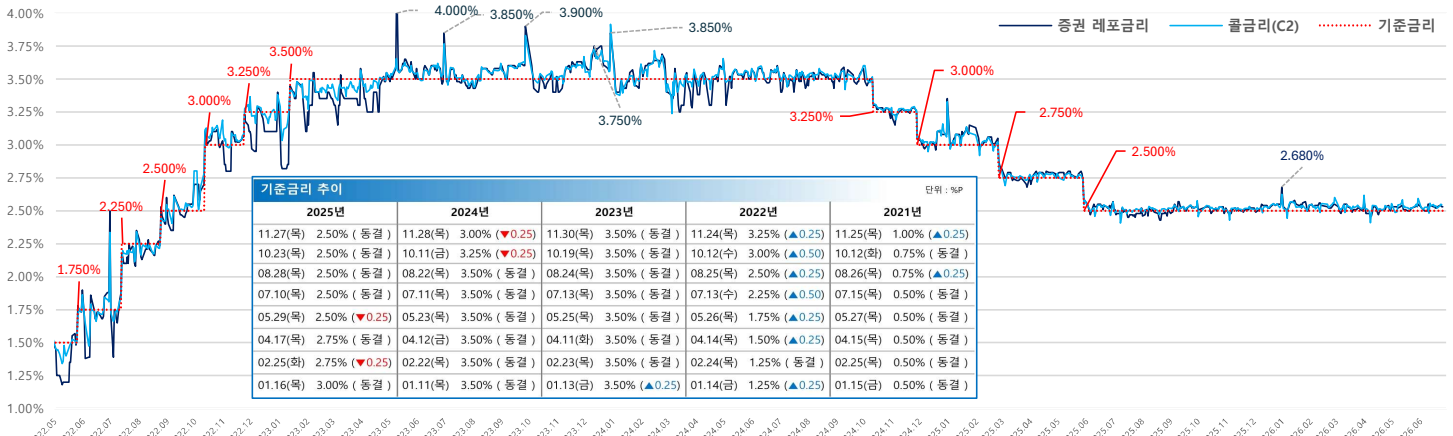 4.00%
3.75%
3.50%
3.25%
3.00%
2.75%
2.50%
2.25%
2.00%
1.75%
1.50%
1.25%
1.00%
증권 레포금리 콜금리(C2) 기준금리
4.000%
3.850%
3.900%
3.850%
3.750%
3.500%
3.250%
3.000%
2.500%
2.250%
1.750%
3.250%
3.000%
2.750%
2.500%
2.680%
기준금리 추이 단위 : %P
2025년 2024년 2023년 2022년 2021년
11.27(목) 2.50% ( 동결 ) 11.28(목) 3.00% (▼0.25) 11.30(목) 3.50% ( 동결 ) 11.24(목) 3.25% (▲0.25) 11.25(목) 1.00% (▲0.25)
10.23(목) 2.50% ( 동결 ) 10.11(금) 3.25% (▼0.25) 10.19(목) 3.50% ( 동결 ) 10.12(수) 3.00% (▲0.50) 10.12(화) 0.75% ( 동결 )
08.28(목) 2.50% ( 동결 ) 08.22(목) 3.50% ( 동결 ) 08.24(목) 3.50% ( 동결 ) 08.25(목) 2.50% (▲0.25) 08.26(목) 0.75% (▲0.25)
07.10(목) 2.50% ( 동결 ) 07.11(목) 3.50% ( 동결 ) 07.13(목) 3.50% ( 동결 ) 07.13(수) 2.25% (▲0.50) 07.15(목) 0.50% ( 동결 )
05.29(목) 2.50% (▼0.25) 05.23(목) 3.50% ( 동결 ) 05.25(목) 3.50% ( 동결 ) 05.26(목) 1.75% (▲0.25) 05.27(목) 0.50% ( 동결 )
04.17(목) 2.75% ( 동결 ) 04.12(금) 3.50% ( 동결 ) 04.11(화) 3.50% ( 동결 ) 04.14(목) 1.50% (▲0.25) 04.15(목) 0.50% ( 동결 )
02.25(화) 2.75% (▼0.25) 02.22(목) 3.50% ( 동결 ) 02.23(목) 3.50% ( 동결 ) 02.24(목) 1.25% ( 동결 ) 02.25(목) 0.50% ( 동결 )
01.16(목) 3.00% ( 동결 ) 01.11(목) 3.50% ( 동결 ) 01.13(금) 3.50% (▲0.25) 01.14(금) 1.25% (▲0.25) 01.15(금) 0.50% ( 동결 )